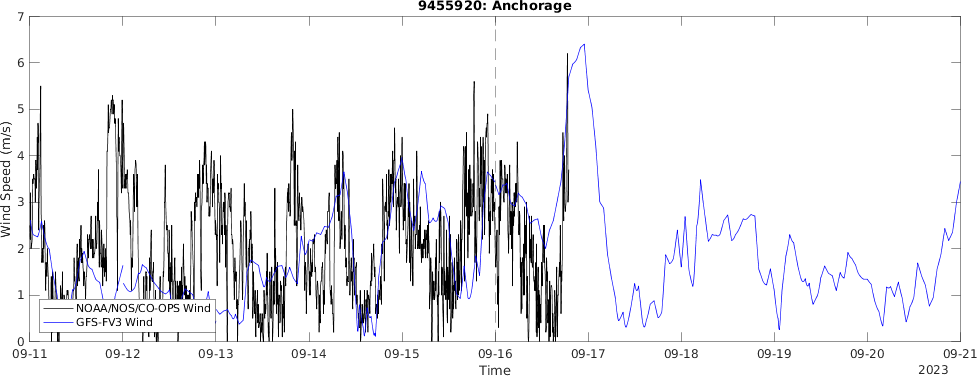 9455920: Anchorage
Wind Speed (m/s)
7
6
5
4
3
2
1
0
NOAA/NOS/CO-OPS Wind
GFS-FV3 Wind
09-11 09-12 09-13 09-14 09-15 09-16 09-17 09-18 09-19 09-20 09-21
Time
2023